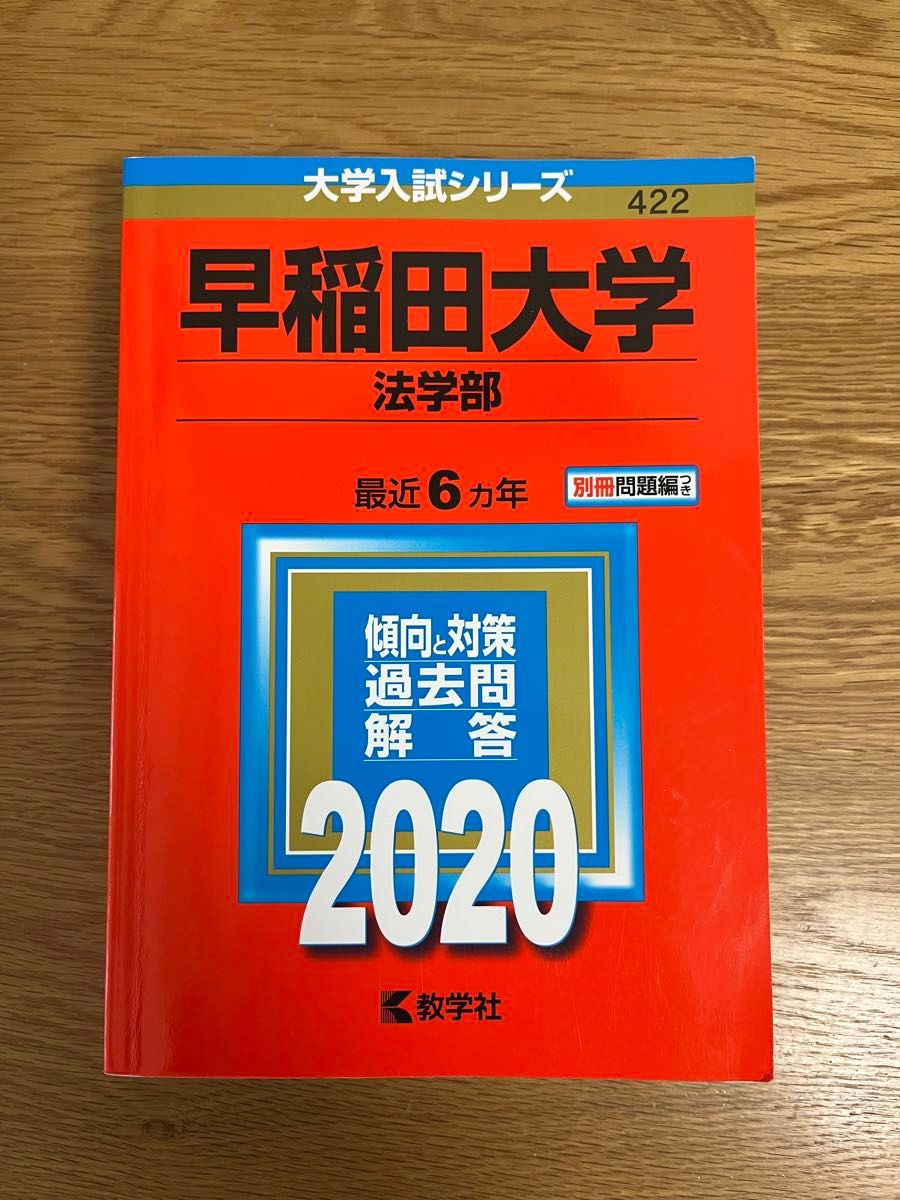 大学入試シリーズ
422
早稲田大学
法学部
最近6ヵ年
別冊問題編つき
傾向と対策
過去問
解答
2020
教学社